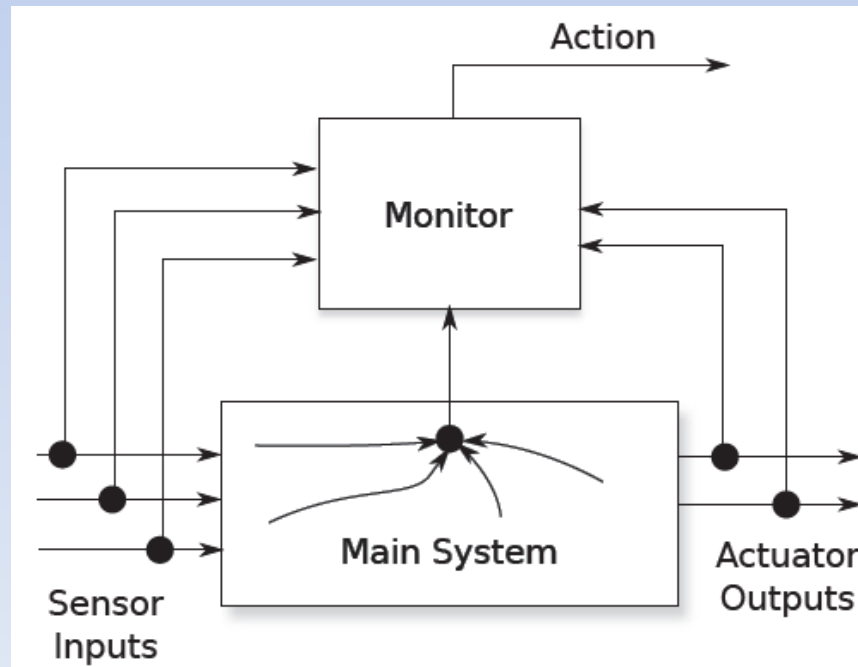 Action
Monitor
Main System
Sensor
Inputs
Actuator
Outputs